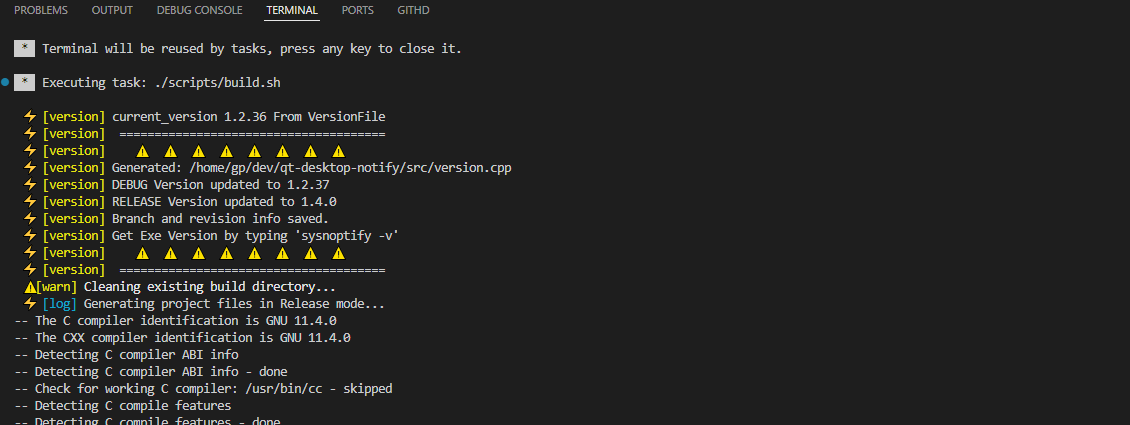 PROBLEMS OUTPUT DEBUG CONSOLE TERMINAL PORTS GITHD
* Terminal will be reused by tasks, press any key to close it.
* Executing task: ./scripts/build.sh
⚡ [version] current_version 1.2.36 From VersionFile
⚡ [version] ======================================
⚡ [version] ⚠ ⚠ ⚠ ⚠ ⚠ ⚠ ⚠ ⚠
⚡ [version] Generated: /home/gp/dev/qt-desktop-notify/src/version.cpp
⚡ [version] DEBUG Version updated to 1.2.37
⚡ [version] RELEASE Version updated to 1.4.0
⚡ [version] Branch and revision info saved.
⚡ [version] Get Exe Version by typing 'sysnoptify -v'
⚡ [version] ⚠ ⚠ ⚠ ⚠ ⚠ ⚠ ⚠ ⚠
⚡ [version] ======================================
⚠[warn] Cleaning existing build directory...
⚡ [log] Generating project files in Release mode...
-- The C compiler identification is GNU 11.4.0
-- The CXX compiler identification is GNU 11.4.0
-- Detecting C compiler ABI info
-- Detecting C compiler ABI info - done
-- Check for working C compiler: /usr/bin/cc - skipped
-- Detecting C compile features
-- Detecting C compile features - done